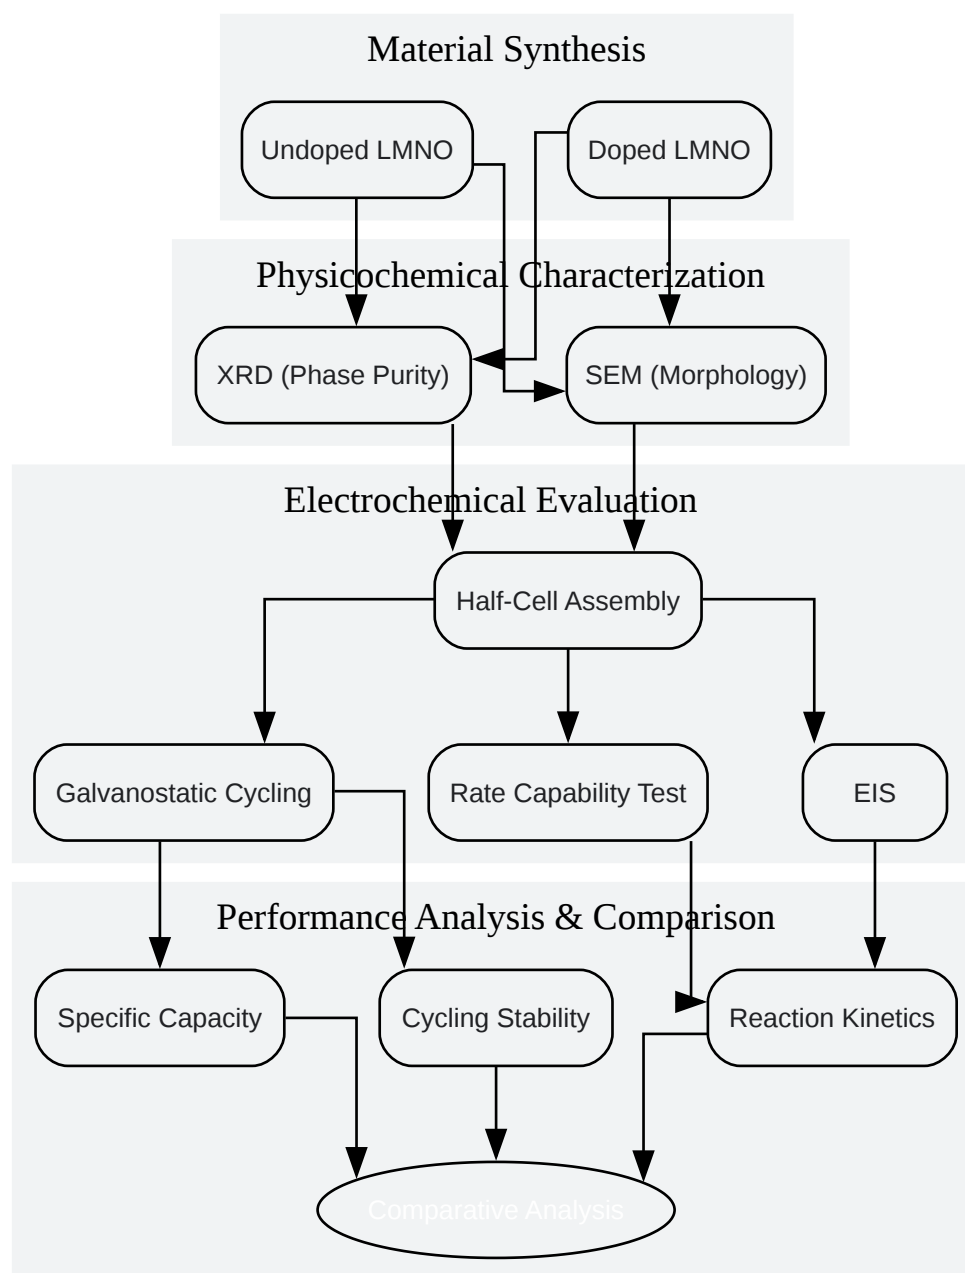 Material Synthesis
Undoped LMNO
Doped LMNO
Physicochemical Characterization
XRD (Phase Purity)
SEM (Morphology)
Electrochemical Evaluation
Half-Cell Assembly
Galvanostatic Cycling
Rate Capability Test
EIS
Performance Analysis & Comparison
Specific Capacity
Cycling Stability
Reaction Kinetics
Comparative Analysis